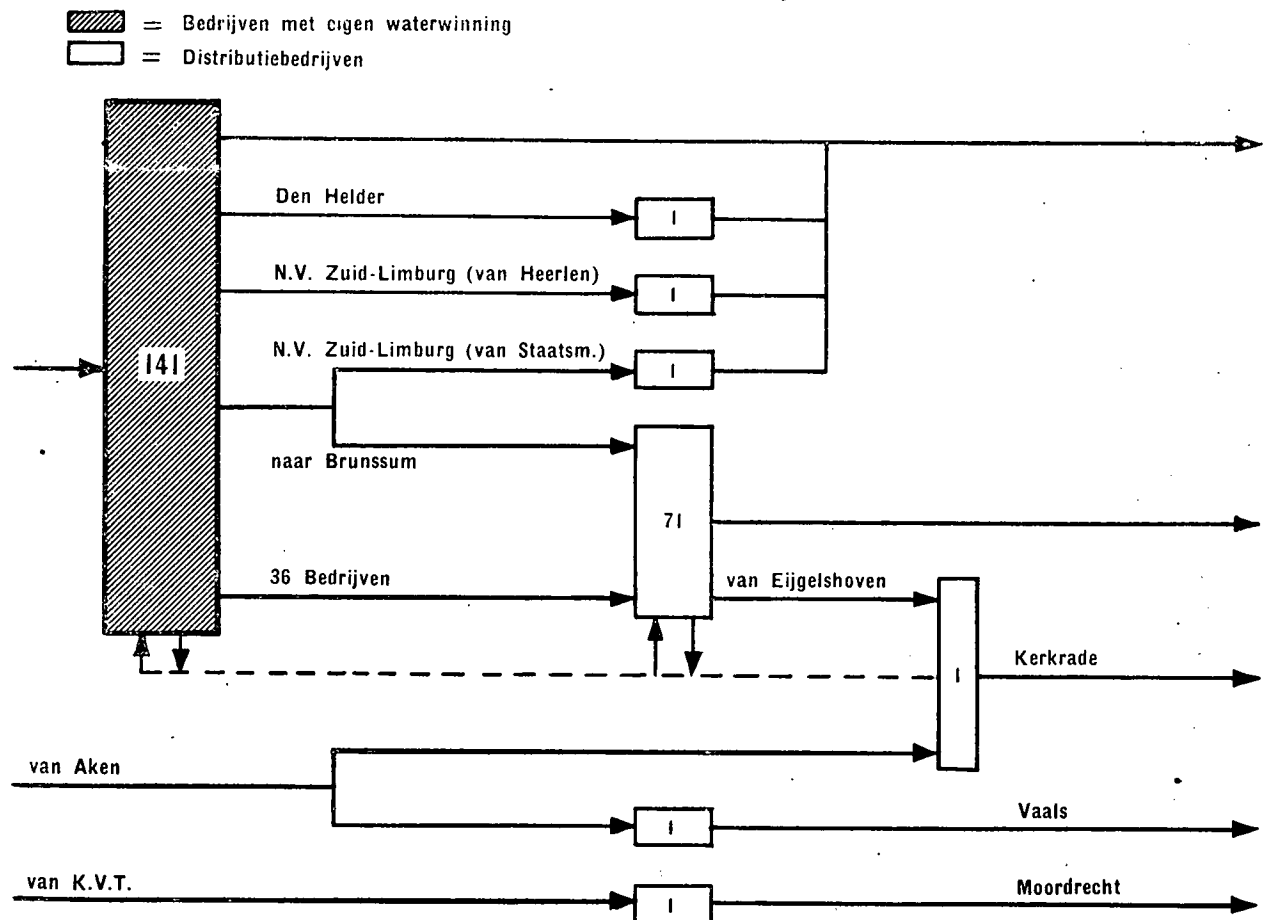 = Bedrijven met eigen waterwinning
= Distributiebedrijven
Den Helder
1
N.V. Zuid-Limburg (van Heerlen)
1
N.V. Zuid-Limburg (van Staatsm.)
1
141
naar Brunssum
71
36 Bedrijven
van Eijgelshoven
1
Kerkrade
van Aken
1
Vaals
van K.V.T.
1
Moordrecht